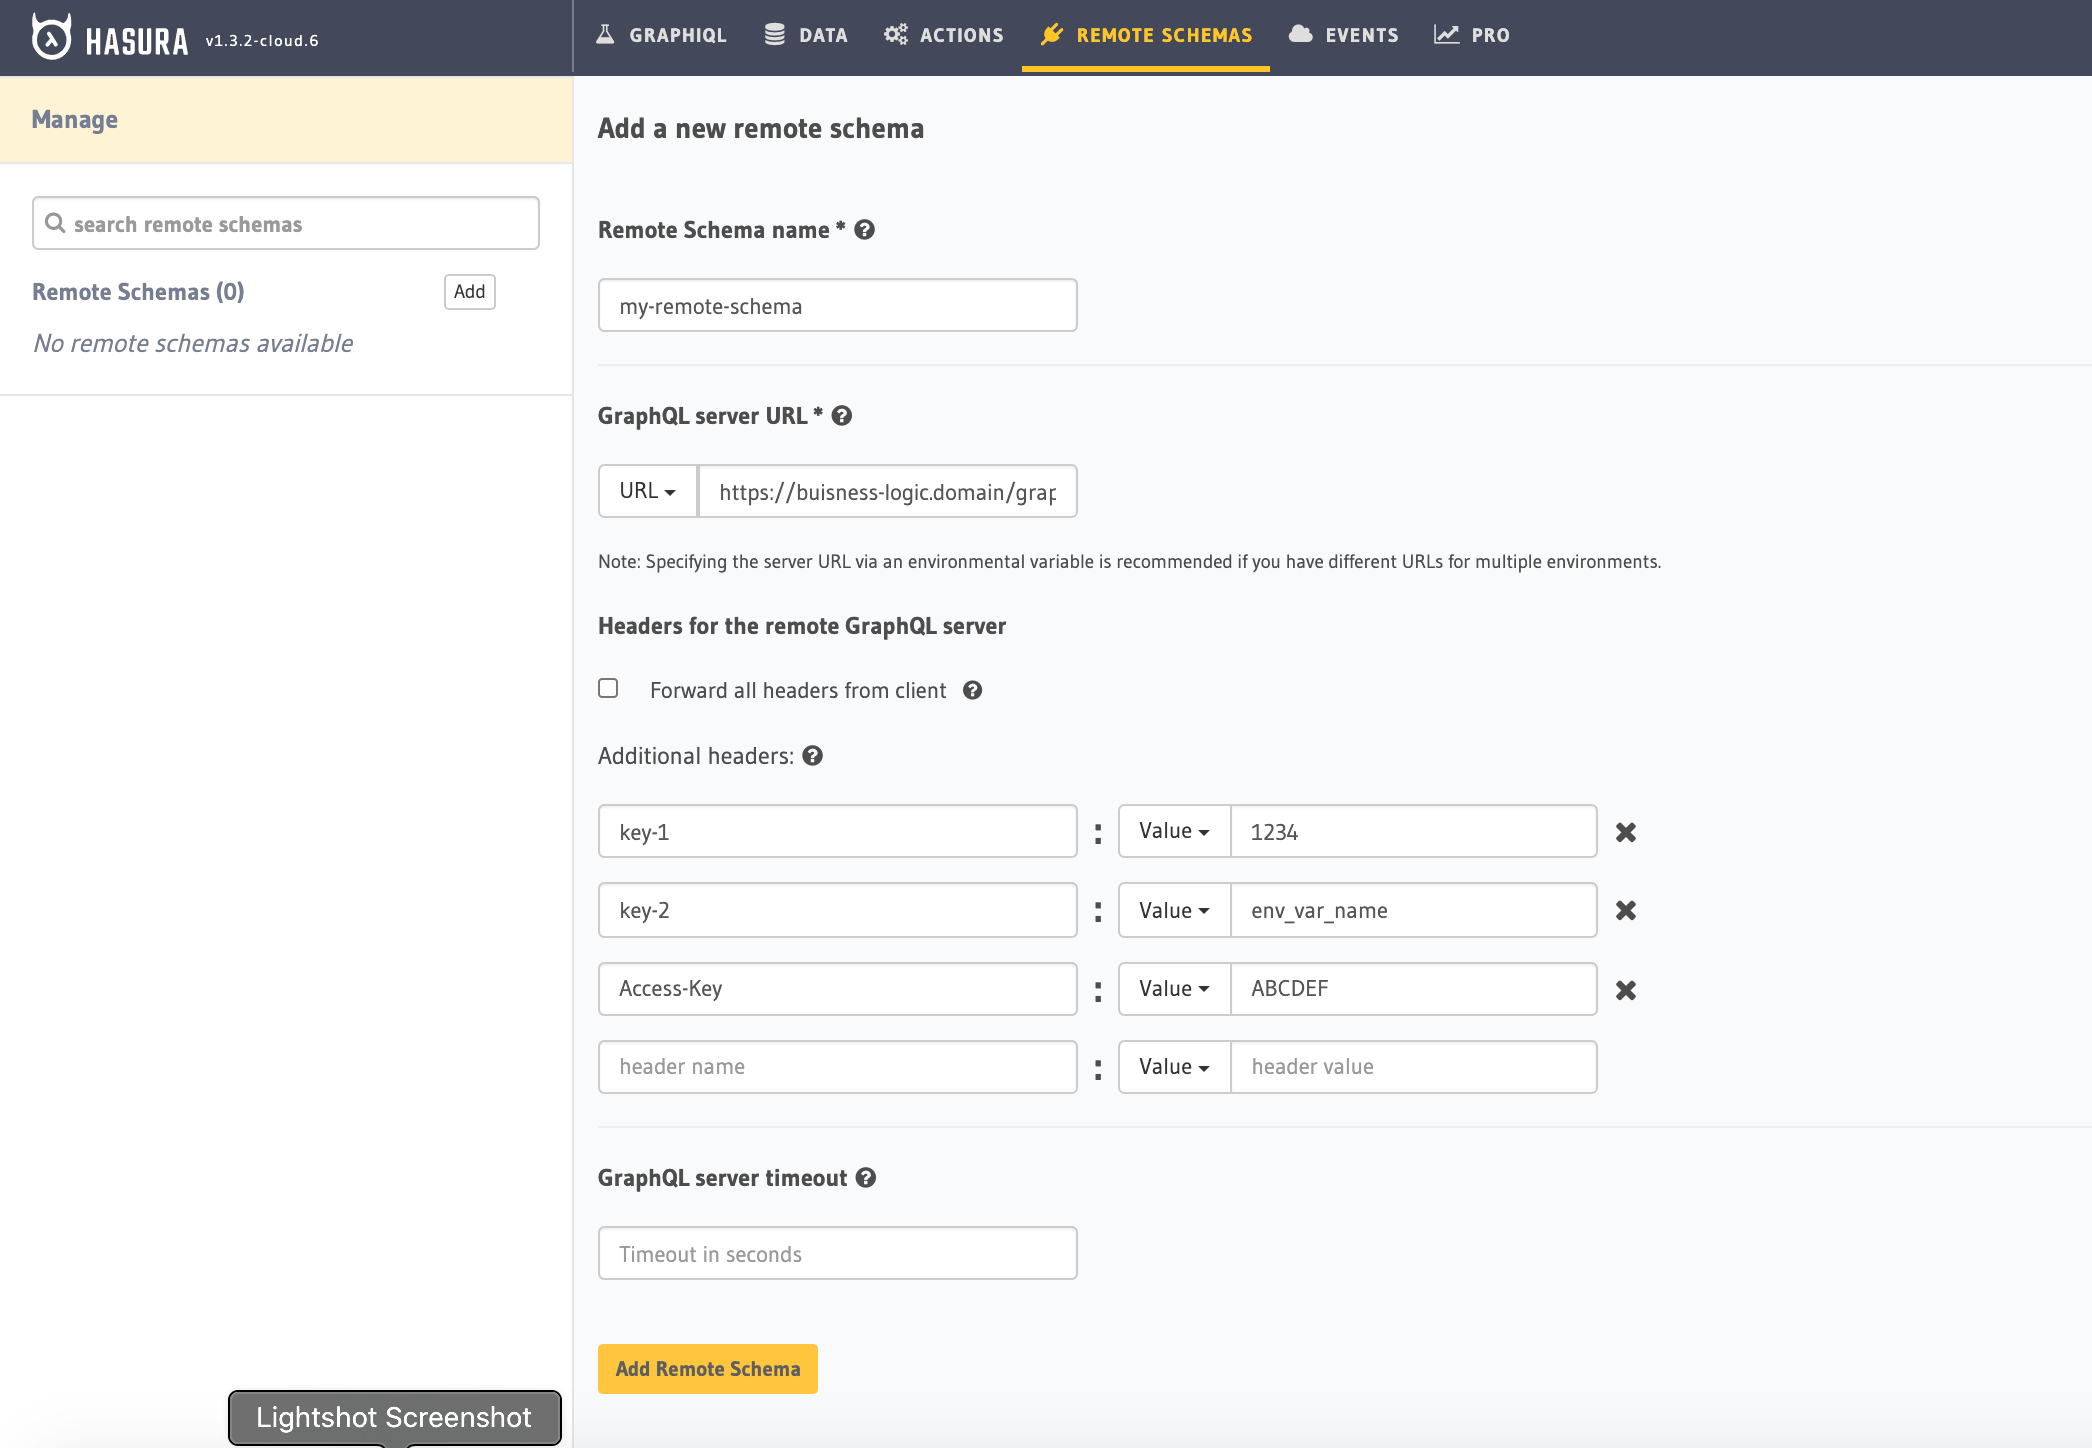 HASURA v1.3.2-cloud.6
GRAPHIQL DATA ACTIONS REMOTE SCHEMAS EVENTS PRO
Manage
search remote schemas
Remote Schemas (0) Add
No remote schemas available
Add a new remote schema
Remote Schema name *
my-remote-schema
GraphQL server URL *
URL https://buisness-logic.domain/grap
Note: Specifying the server URL via an environmental variable is recommended if you have different URLs for multiple environments.
Headers for the remote GraphQL server
Forward all headers from client
Additional headers:
key-1 : Value 1234
key-2 : Value env_var_name
Access-Key : Value ABCDEF
header name : Value header value
GraphQL server timeout
Timeout in seconds
Add Remote Schema
Lightshot Screenshot